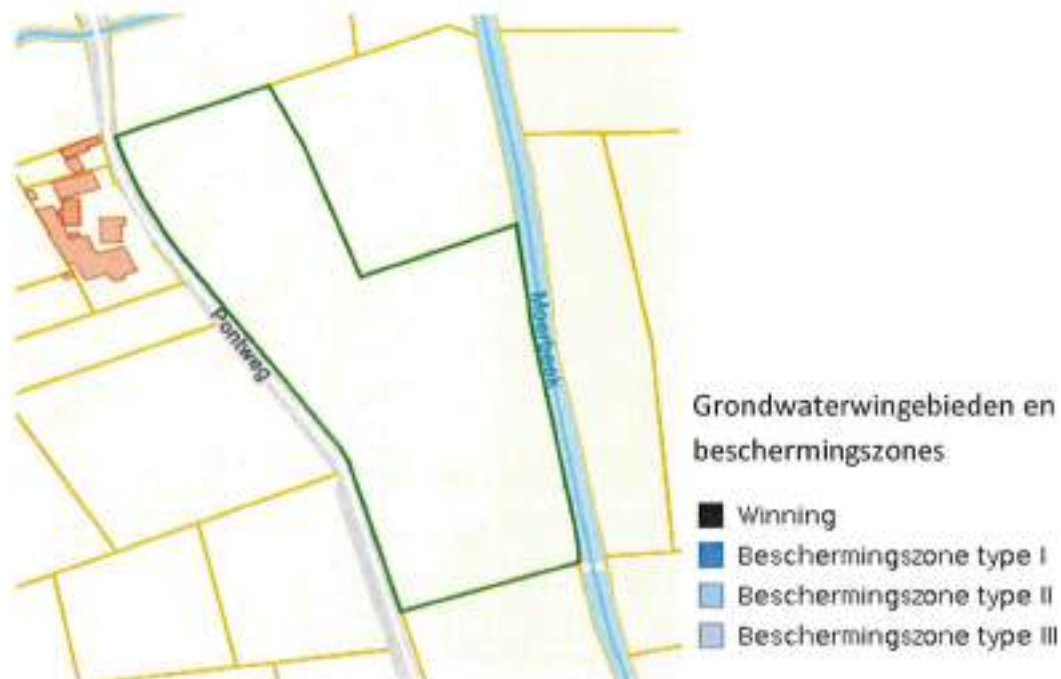 Pontweg
Moerbeek
Grondwaterwingebieden en
beschermingszones
Winning
Beschermingszone type I
Beschermingszone type II
Beschermingszone type III